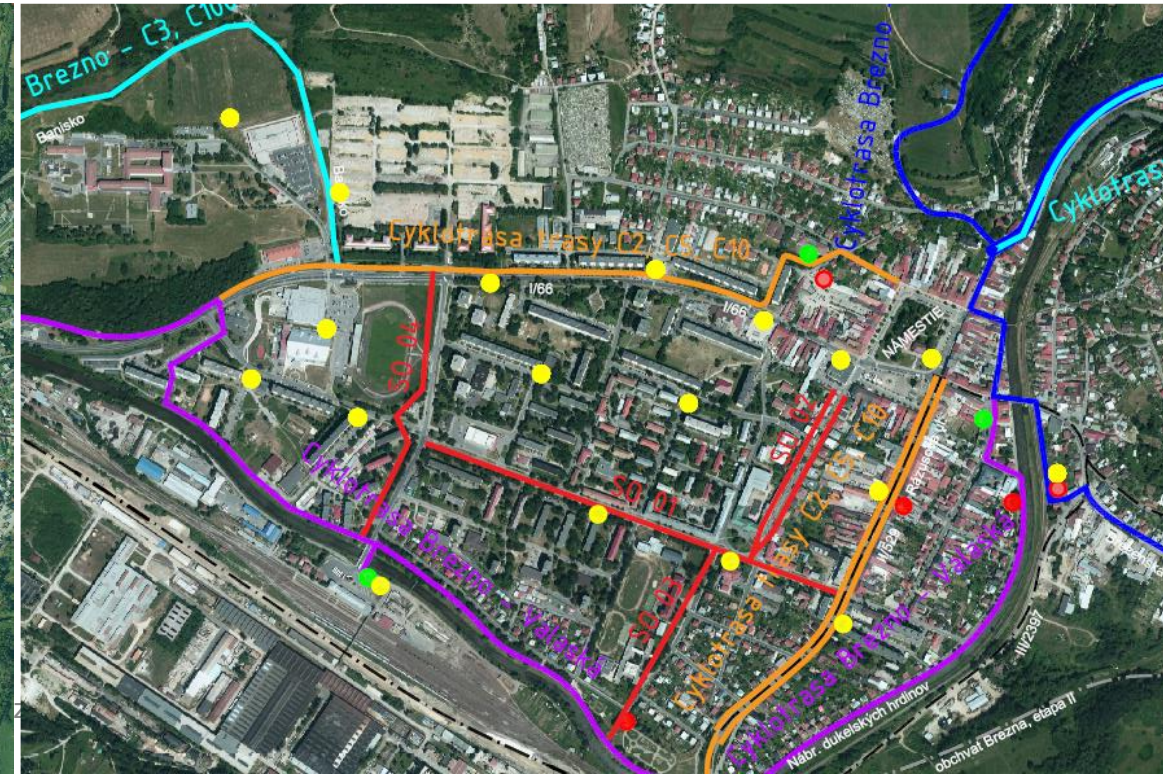 Brezno - C3, C100
Banisko
Cyklotrasa Brezno
Cyklotras
Cyklotrasa trasy C2, C5, C10
I/66
I/66
NÁMESTIE
SO 04
SO 02
SO 01
SO 03
Cyklotrasa trasy C2, C5, C10
Cyklotrasa Brezno - Valaská
Cyklotrasa Brezno - Valaská
Rázusova
III/2397
Nábr. dukelských hrdinov
obchvat Brezna, etapa II
Z